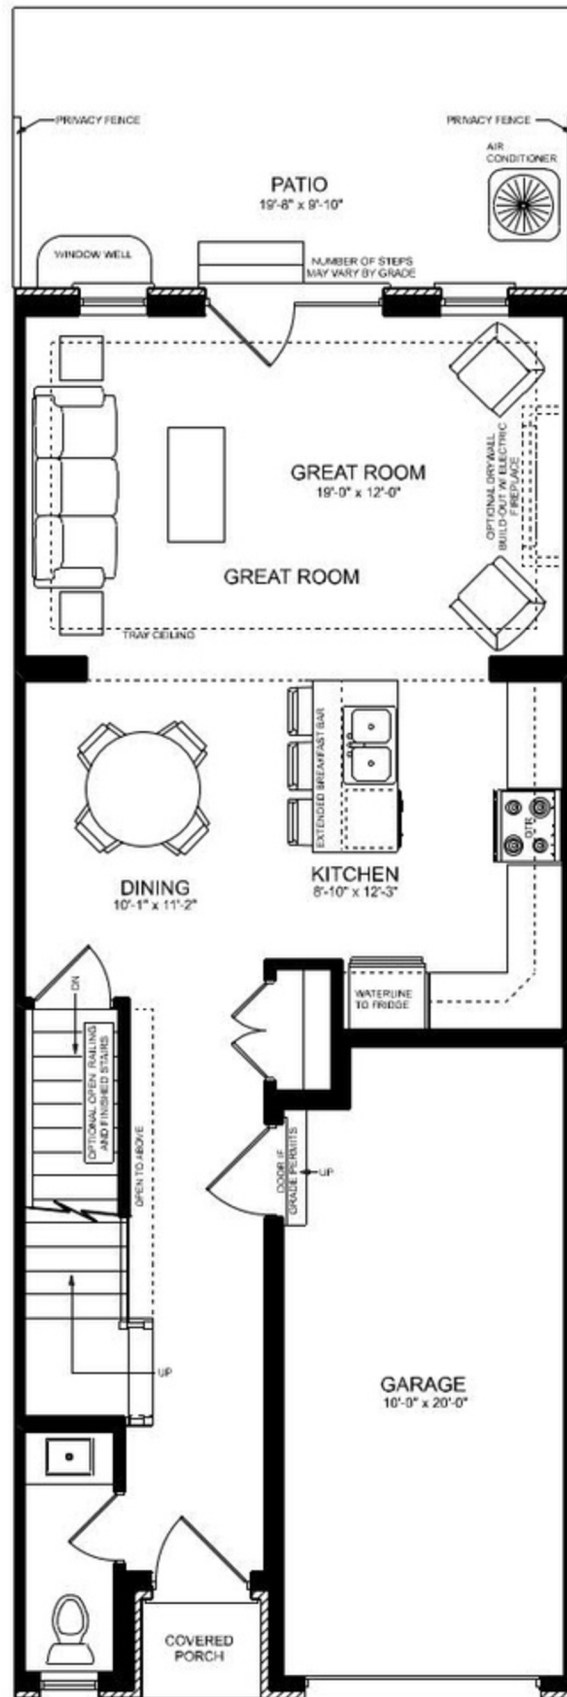 PRIVACY FENCE
PRIVACY FENCE
AIR
CONDITIONER
PATIO
19'-8" x 9'-10"
WINDOW WELL
NUMBER OF STEPS
MAY VARY BY GRADE
GREAT ROOM
19'-0" x 12'-0"
OPTIONAL DRYWALL
BUILD-OUT W/ ELECTRIC
FIREPLACE
GREAT ROOM
TRAY CEILING
EXTENDED BREAKFAST BAR
OTR
KITCHEN
8'-10" x 12'-3"
DINING
10'-1" x 11'-2"
DN
WATERLINE
TO FRIDGE
OPTIONAL OPEN RAILING
AND FINISHED STAIRS
OPEN TO ABOVE
DOOR IF
GRADE PERMITS
UP
UP
GARAGE
10'-0" x 20'-0"
COVERED
PORCH